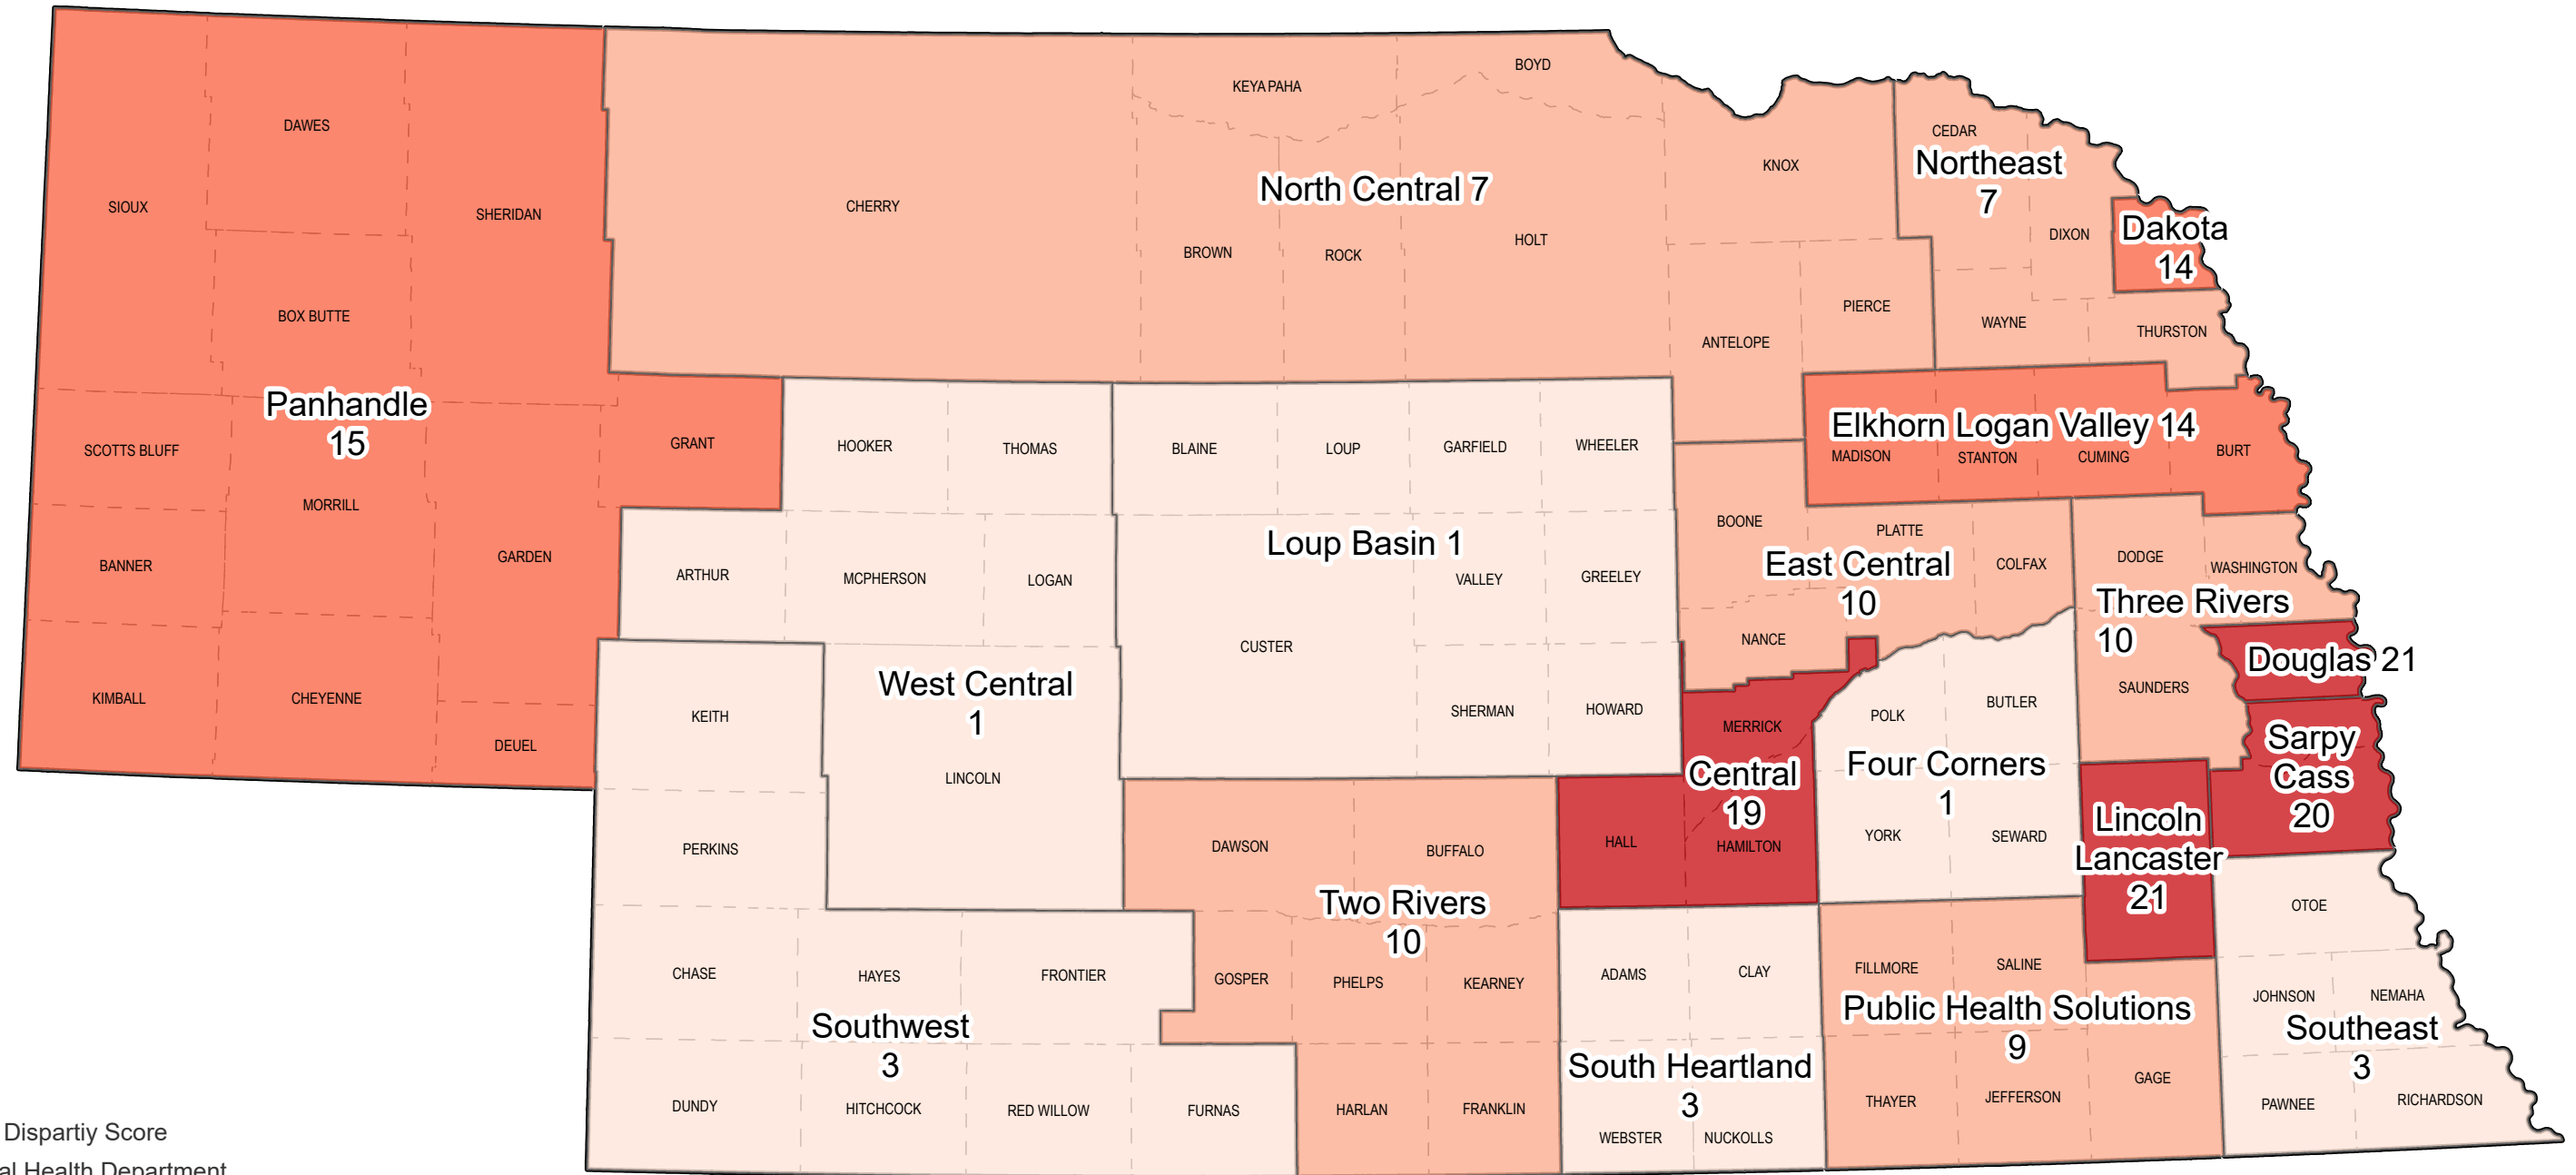 DAWES
SIOUX
SHERIDAN
BOX BUTTE
Panhandle
15
SCOTTS BLUFF
MORRILL
BANNER
GARDEN
KIMBALL
CHEYENNE
DEUEL
GRANT
KEYA PAHA
BOYD
CHERRY
North Central 7
BROWN
ROCK
HOLT
KNOX
ANTELOPE
PIERCE
CEDAR
Northeast
7
DIXON
WAYNE
THURSTON
Dakota
14
Elkhorn Logan Valley 14
MADISON
STANTON
CUMING
BURT
HOOKER
THOMAS
ARTHUR
MCPHERSON
LOGAN
West Central
1
LINCOLN
BLAINE
LOUP
GARFIELD
WHEELER
Loup Basin 1
VALLEY
GREELEY
CUSTER
SHERMAN
HOWARD
BOONE
PLATTE
COLFAX
East Central
10
NANCE
DODGE
WASHINGTON
Three Rivers
10
SAUNDERS
Douglas 21
Sarpy
Cass
20
MERRICK
Central
19
HALL
HAMILTON
POLK
BUTLER
Four Corners
1
YORK
SEWARD
Lincoln
Lancaster
21
KEITH
PERKINS
CHASE
HAYES
FRONTIER
Southwest
3
DUNDY
HITCHCOCK
RED WILLOW
FURNAS
DAWSON
BUFFALO
Two Rivers
10
GOSPER
PHELPS
KEARNEY
HARLAN
FRANKLIN
ADAMS
CLAY
South Heartland
3
WEBSTER
NUCKOLLS
FILLMORE
SALINE
Public Health Solutions
9
THAYER
JEFFERSON
GAGE
OTOE
JOHNSON
NEMAHA
Southeast
3
PAWNEE
RICHARDSON
Dispartiy Score
al Health Department